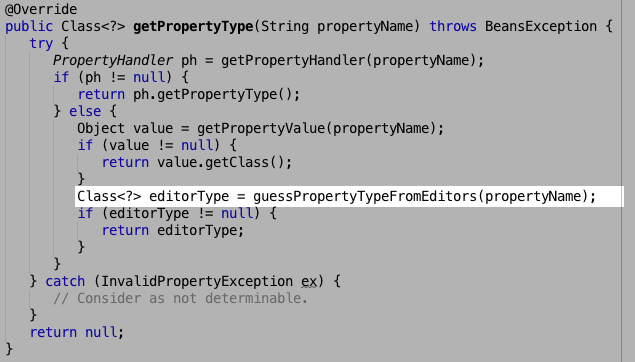 @Override
public Class<?> getPropertyType(String propertyName) throws BeansException {
try {
PropertyHandler ph = getPropertyHandler(propertyName);
if (ph != null) {
return ph.getPropertyType();
} else {
Object value = getPropertyValue(propertyName);
if (value != null) {
return value.getClass();
}
Class<?> editorType = guessPropertyTypeFromEditors(propertyName);
if (editorType != null) {
return editorType;
}
}
} catch (InvalidPropertyException ex) {
// Consider as not determinable.
}
return null;
}